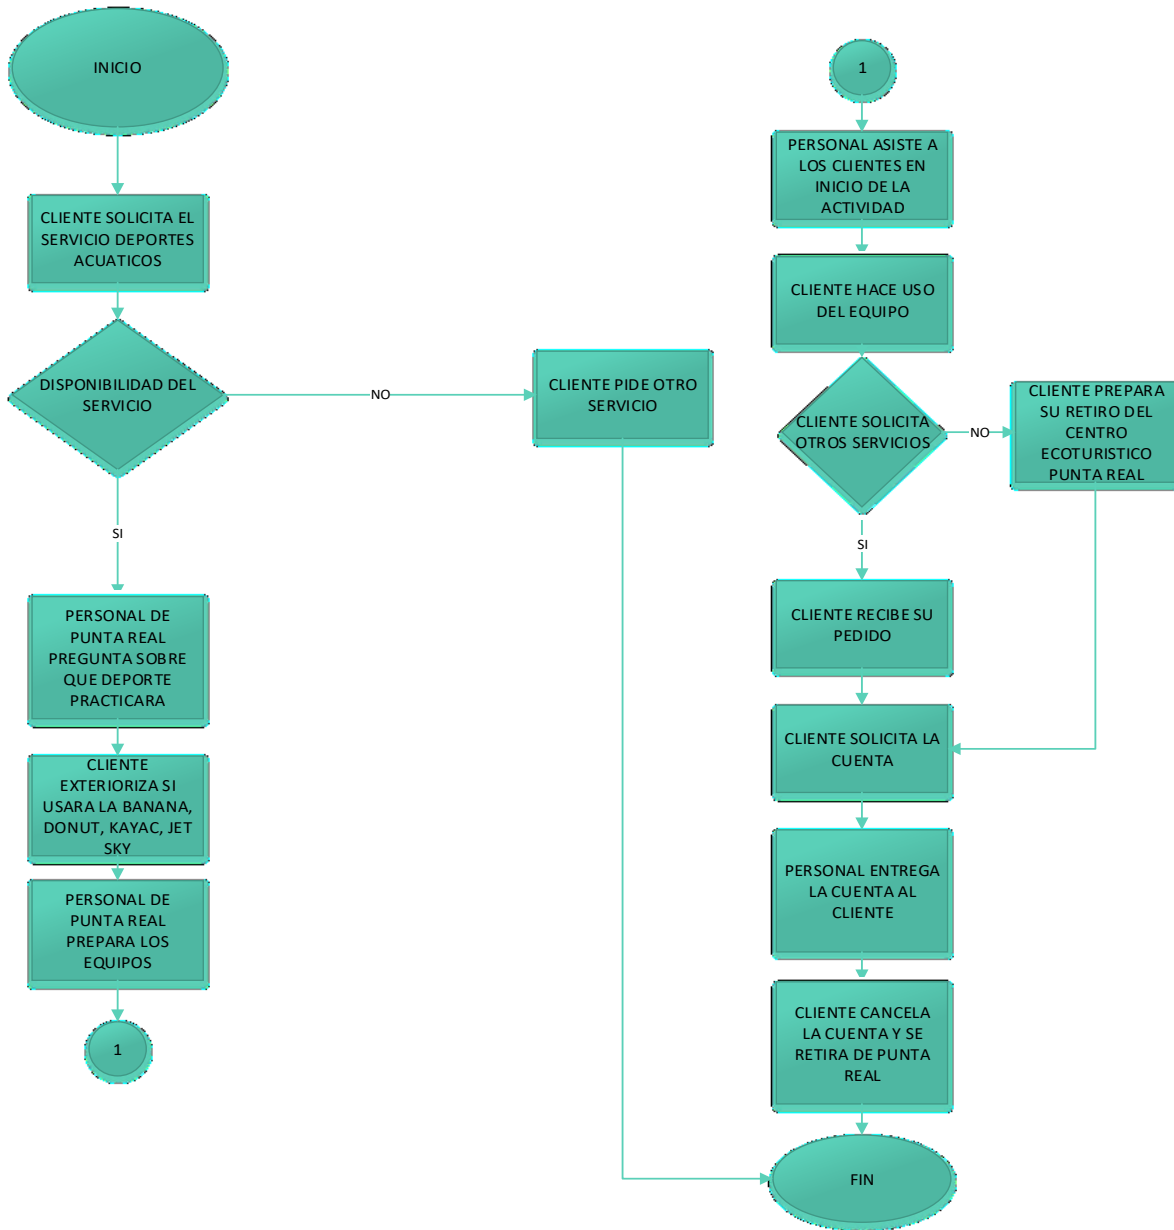 INICIO
CLIENTE SOLICITA EL
SERVICIO DEPORTES
ACUATICOS
DISPONIBILIDAD DEL
SERVICIO
NO
CLIENTE PIDE OTRO
SERVICIO
SI
PERSONAL DE
PUNTA REAL
PREGUNTA SOBRE
QUE DEPORTE
PRACTICARA
CLIENTE
EXTERIORIZA SI
USARA LA BANANA,
DONUT, KAYAC, JET
SKY
PERSONAL DE
PUNTA REAL
PREPARA LOS
EQUIPOS
1
1
PERSONAL ASISTE A
LOS CLIENTES EN
INICIO DE LA
ACTIVIDAD
CLIENTE HACE USO
DEL EQUIPO
CLIENTE SOLICITA
OTROS SERVICIOS
NO
CLIENTE PREPARA
SU RETIRO DEL
CENTRO
ECOTURISTICO
PUNTA REAL
SI
CLIENTE RECIBE SU
PEDIDO
CLIENTE SOLICITA LA
CUENTA
PERSONAL ENTREGA
LA CUENTA AL
CLIENTE
CLIENTE CANCELA
LA CUENTA Y SE
RETIRA DE PUNTA
REAL
FIN